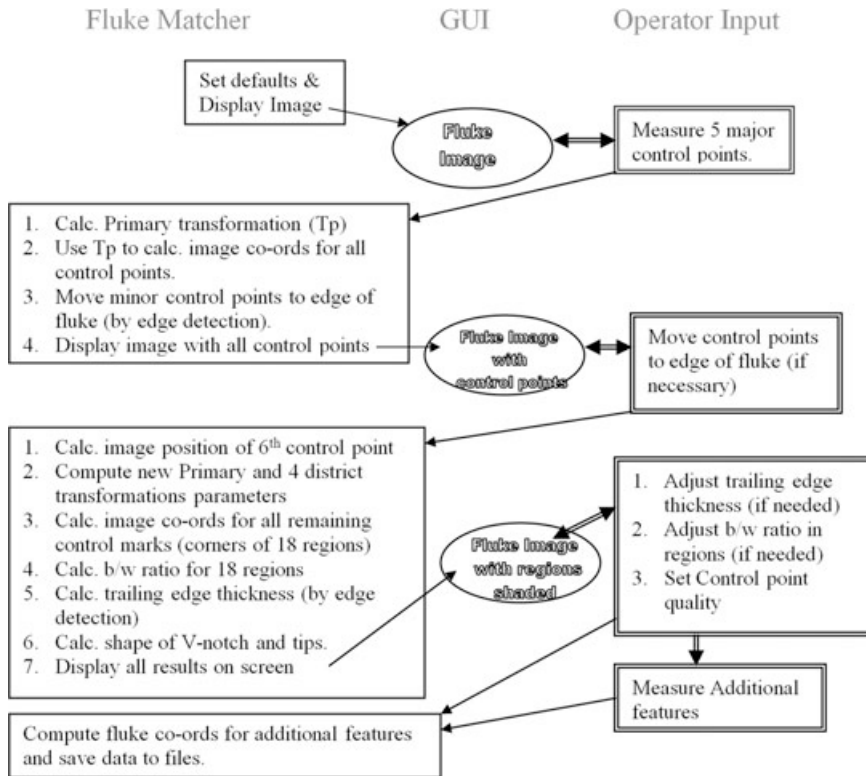 Fluke Matcher
GUI
Operator Input
Set defaults &
Display Image
Fluke
Image
Measure 5 major
control points.
1. Calc. Primary transformation (Tp)
2. Use Tp to calc. image co-ords for all
control points.
3. Move minor control points to edge of
fluke (by edge detection).
4. Display image with all control points
Fluke Image
with
control points
Move control points
to edge of fluke (if
necessary)
1. Calc. image position of 6th control point
2. Compute new Primary and 4 district
transformations parameters
3. Calc. image co-ords for all remaining
control marks (corners of 18 regions)
4. Calc. b/w ratio for 18 regions
5. Calc. trailing edge thickness (by edge
detection)
6. Calc. shape of V-notch and tips.
7. Display all results on screen
Fluke Image
with regions
shaded
1. Adjust trailing edge
thickness (if needed)
2. Adjust b/w ratio in
regions (if needed)
3. Set Control point
quality
Measure Additional
features
Compute fluke co-ords for additional features
and save data to files.